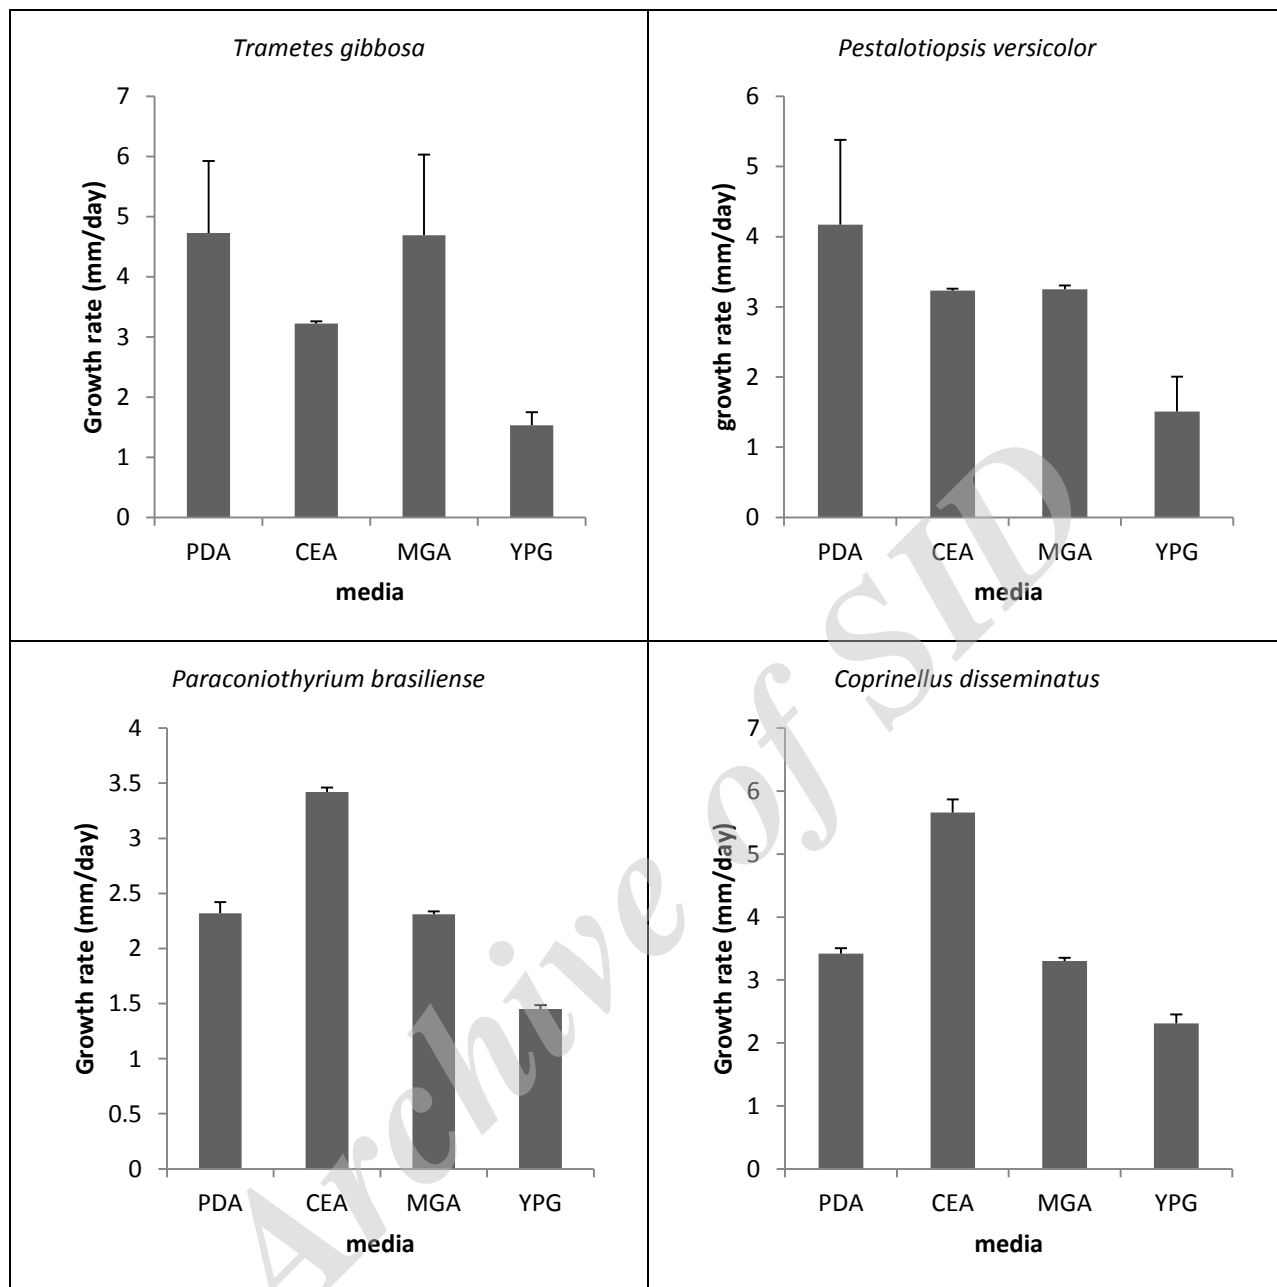 Trametes gibbosa
7
6
5
4
3
2
1
0
Growth rate (mm/day)
PDA CEA MGA YPG
media
Pestalotiopsis versicolor
6
5
4
3
2
1
0
growth rate (mm/day)
PDA CEA MGA YPG
media
Paraconiothyrium brasiliense
4
3.5
3
2.5
2
1.5
1
0.5
0
Growth rate (mm/day)
PDA CEA MGA YPG
media
Coprinellus disseminatus
7
6
5
4
3
2
1
0
Growth rate (mm/day)
PDA CEA MGA YPG
media
Archive of SID